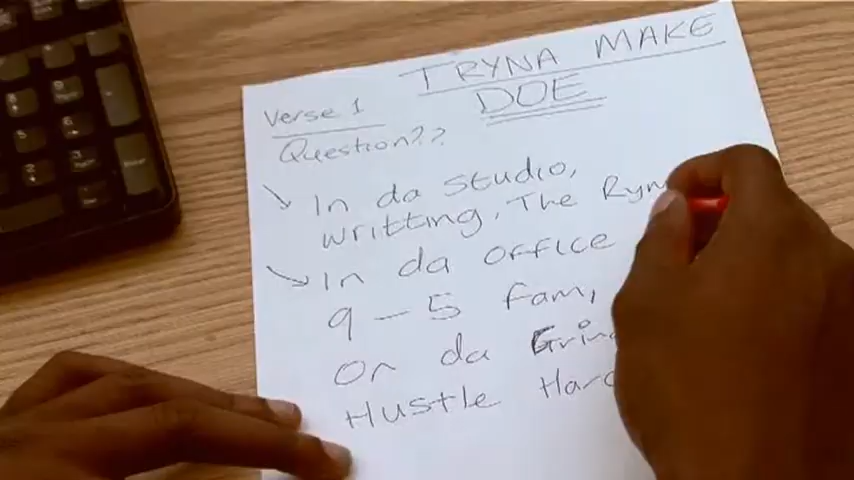 TRYNA MAKE
DOE
Verse 1
Question??
In da studio,
writting, The
In da office
9 - 5 fam,
On da
Hustle